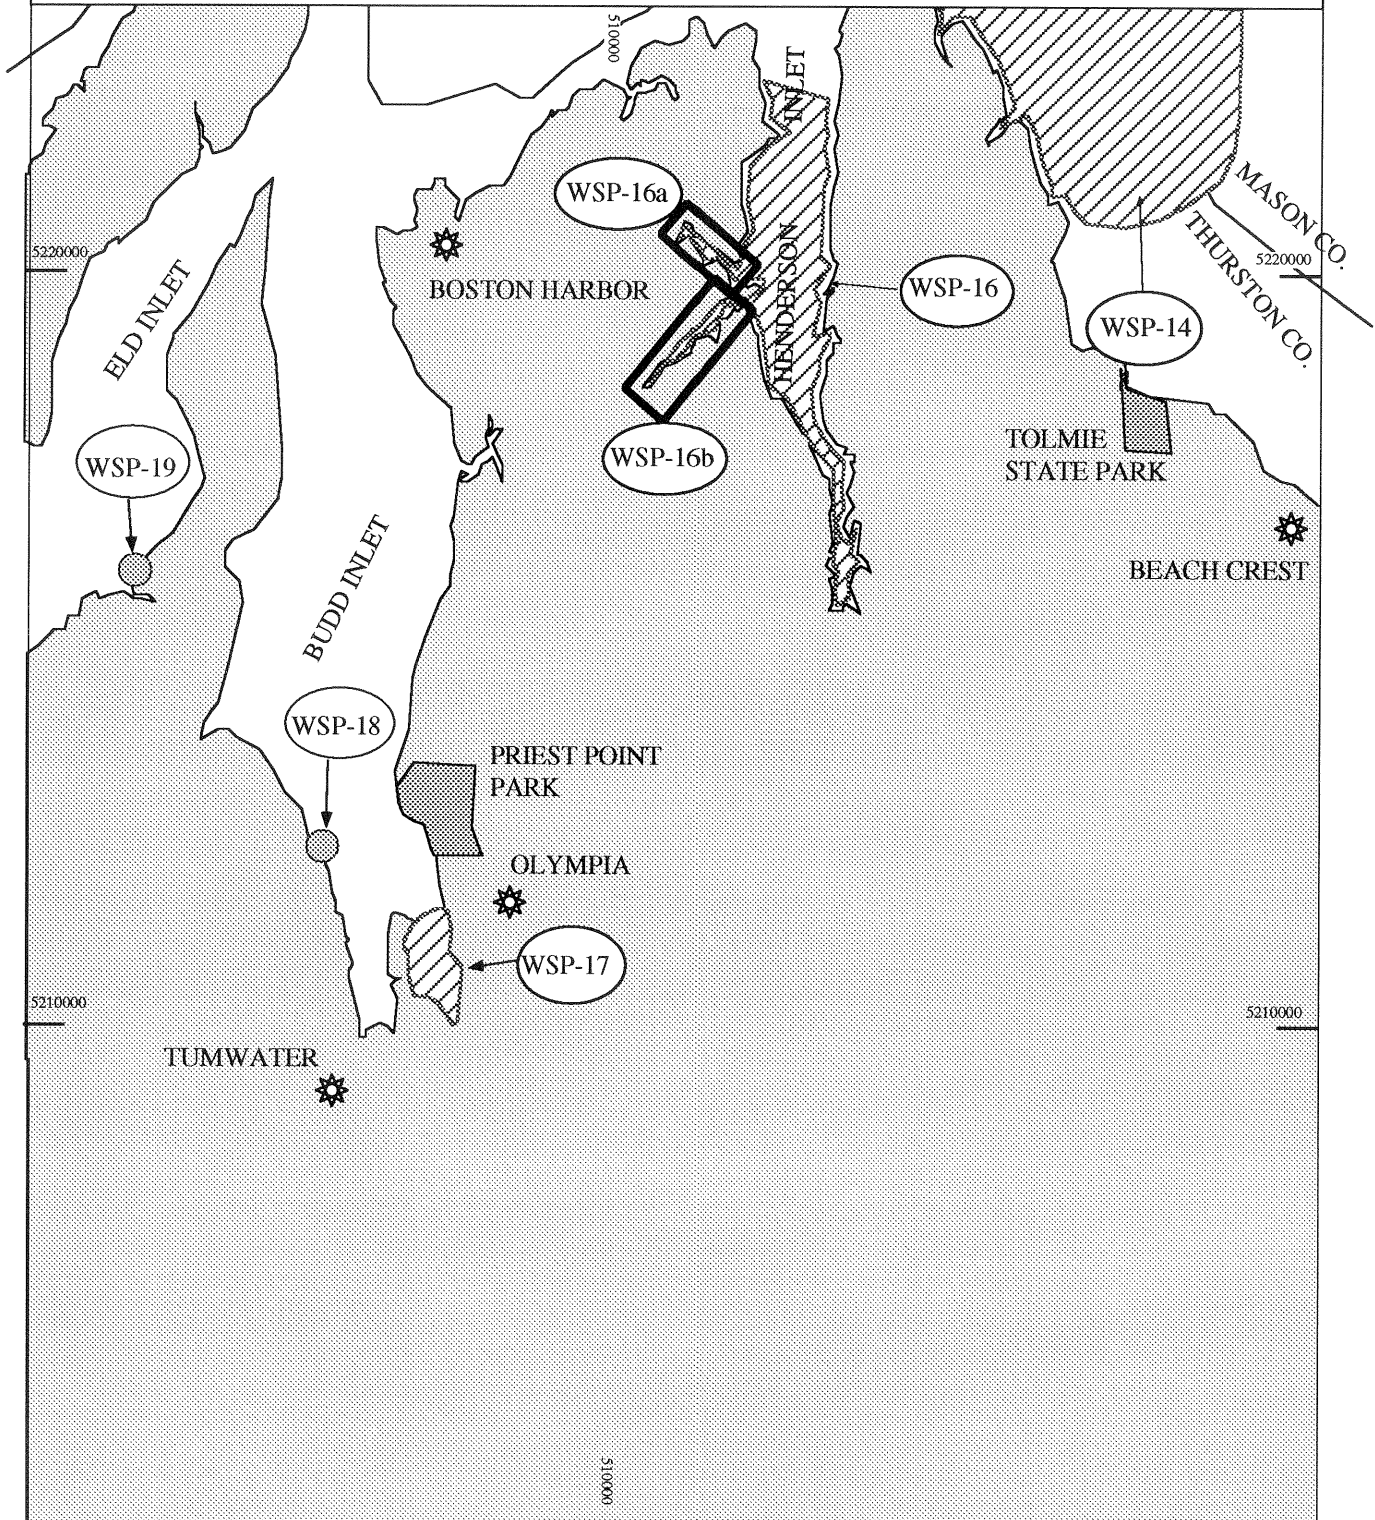 510000
INLET
WSP-16a
MASON CO.
5220000
5220000
THURSTON CO.
BOSTON HARBOR
HENDERSON
WSP-16
ELD INLET
WSP-14
TOLMIE
STATE PARK
WSP-19
WSP-16b
BEACH CREST
BUDD INLET
WSP-18
PRIEST POINT
PARK
OLYMPIA
WSP-17
5210000
5210000
TUMWATER
510000